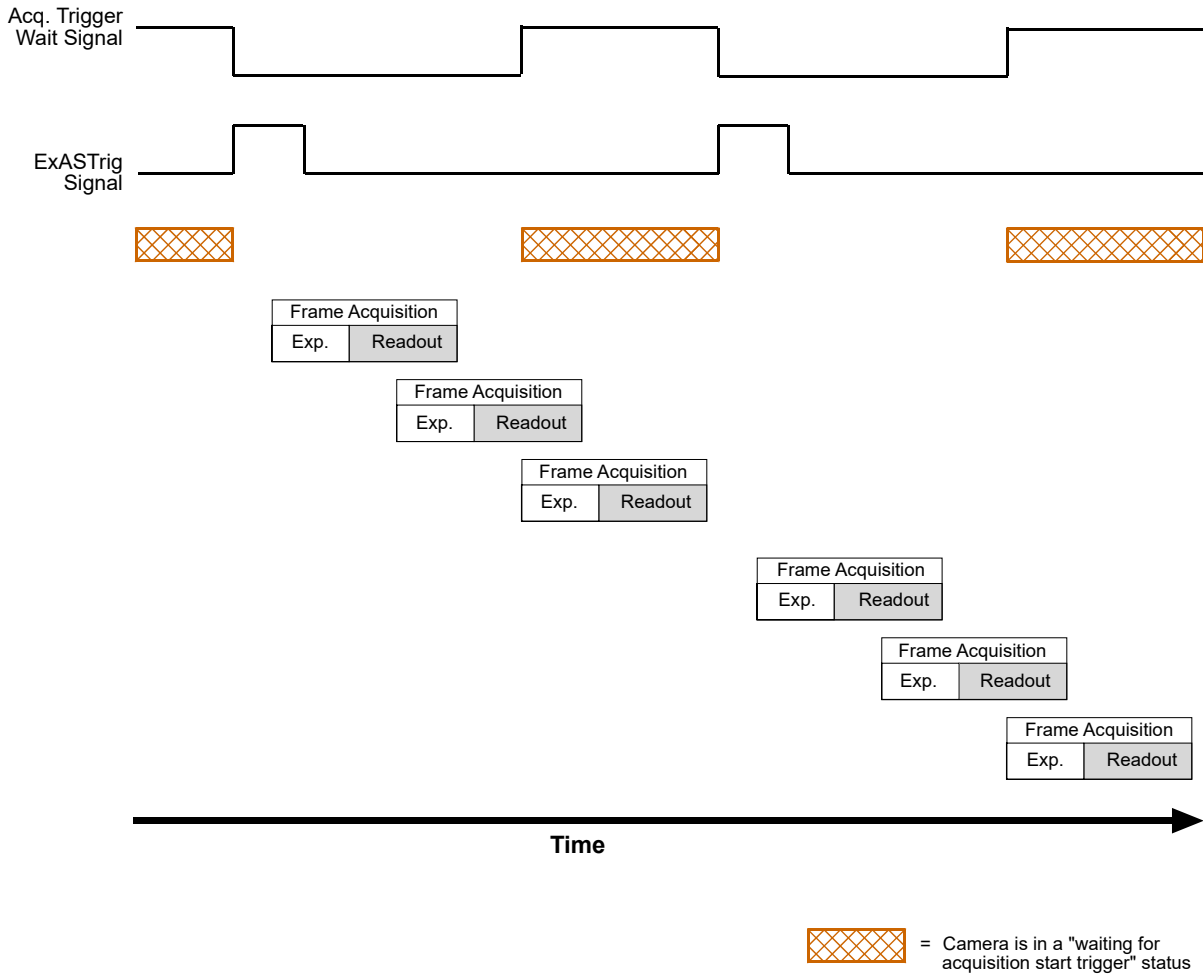 Acq. Trigger
Wait Signal
ExASTrig
Signal
Frame Acquisition
Exp. Readout
Frame Acquisition
Exp. Readout
Frame Acquisition
Exp. Readout
Frame Acquisition
Exp. Readout
Frame Acquisition
Exp. Readout
Frame Acquisition
Exp. Readout
Time
= Camera is in a "waiting for
acquisition start trigger" status